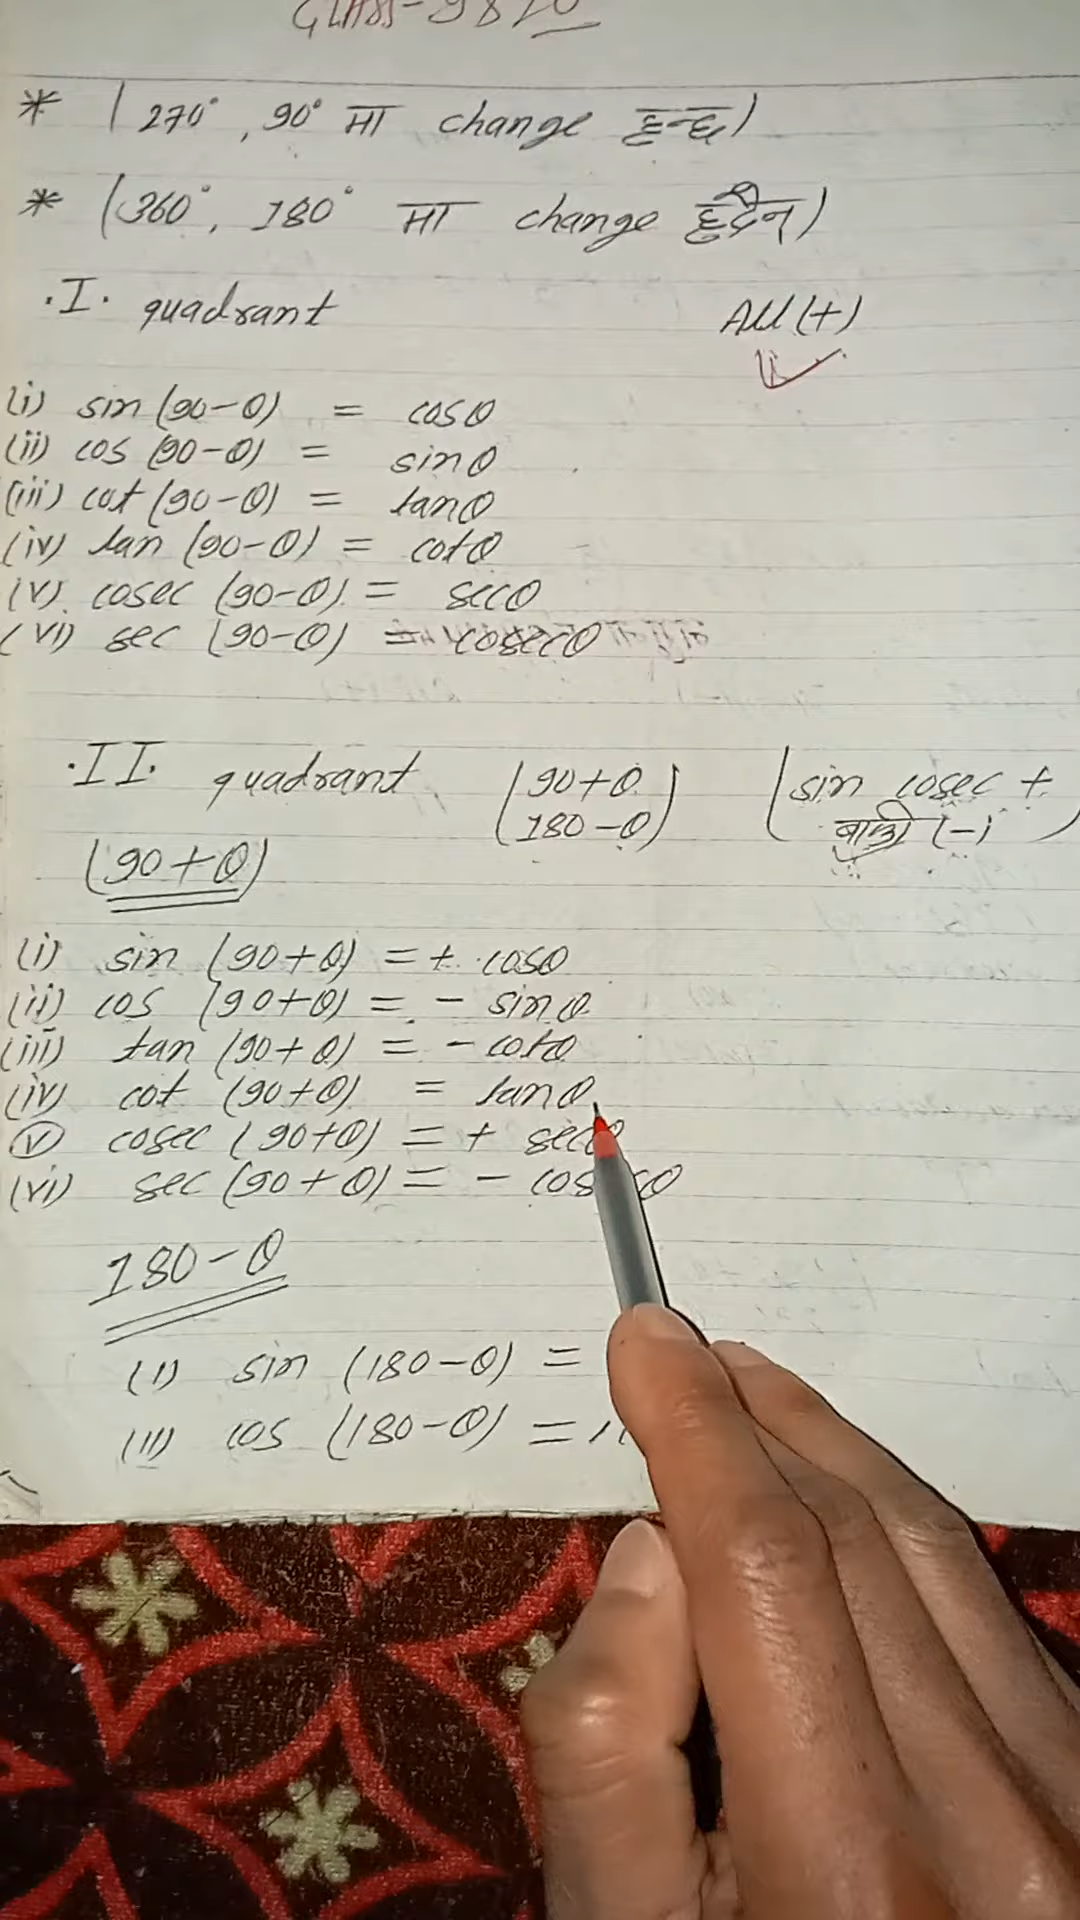 CLASS-9&10
* (270°, 90° मा change हुन्छ)
* (360°, 180° मा change हुँदैन)
.I. quadrant All (+)
(i) sin (90-θ) = cosθ
(ii) cos (90-θ) = sinθ
(iii) cot (90-θ) = tanθ
(iv) tan (90-θ) = cotθ
(v) cosec (90-θ) = secθ
(vi) sec (90-θ) = cosecθ
.II. quadrant (90+θ (sin cosec +
180-θ) बाकी (-)
(90+θ)
(i) sin (90+θ) = + cosθ
(ii) cos (90+θ) = - sinθ
(iii) tan (90+θ) = - cotθ
(iv) cot (90+θ) = tanθ
(v) cosec (90+θ) = + secθ
(vi) sec (90+θ) = - cosecθ
180-θ
(i) sin (180-θ) =
(ii) cos (180-θ) =